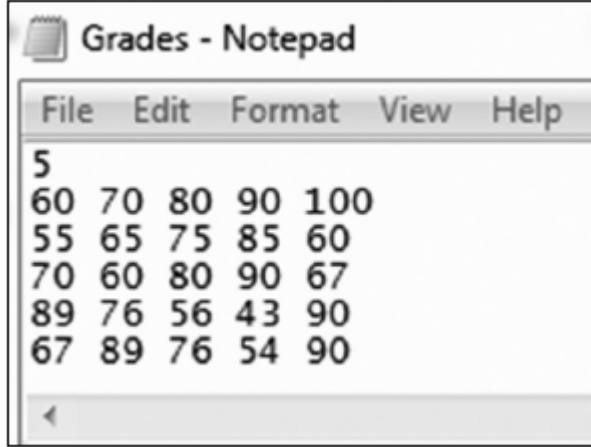 Grades - Notepad
File Edit Format View Help
5
60 70 80 90 100
55 65 75 85 60
70 60 80 90 67
89 76 56 43 90
67 89 76 54 90